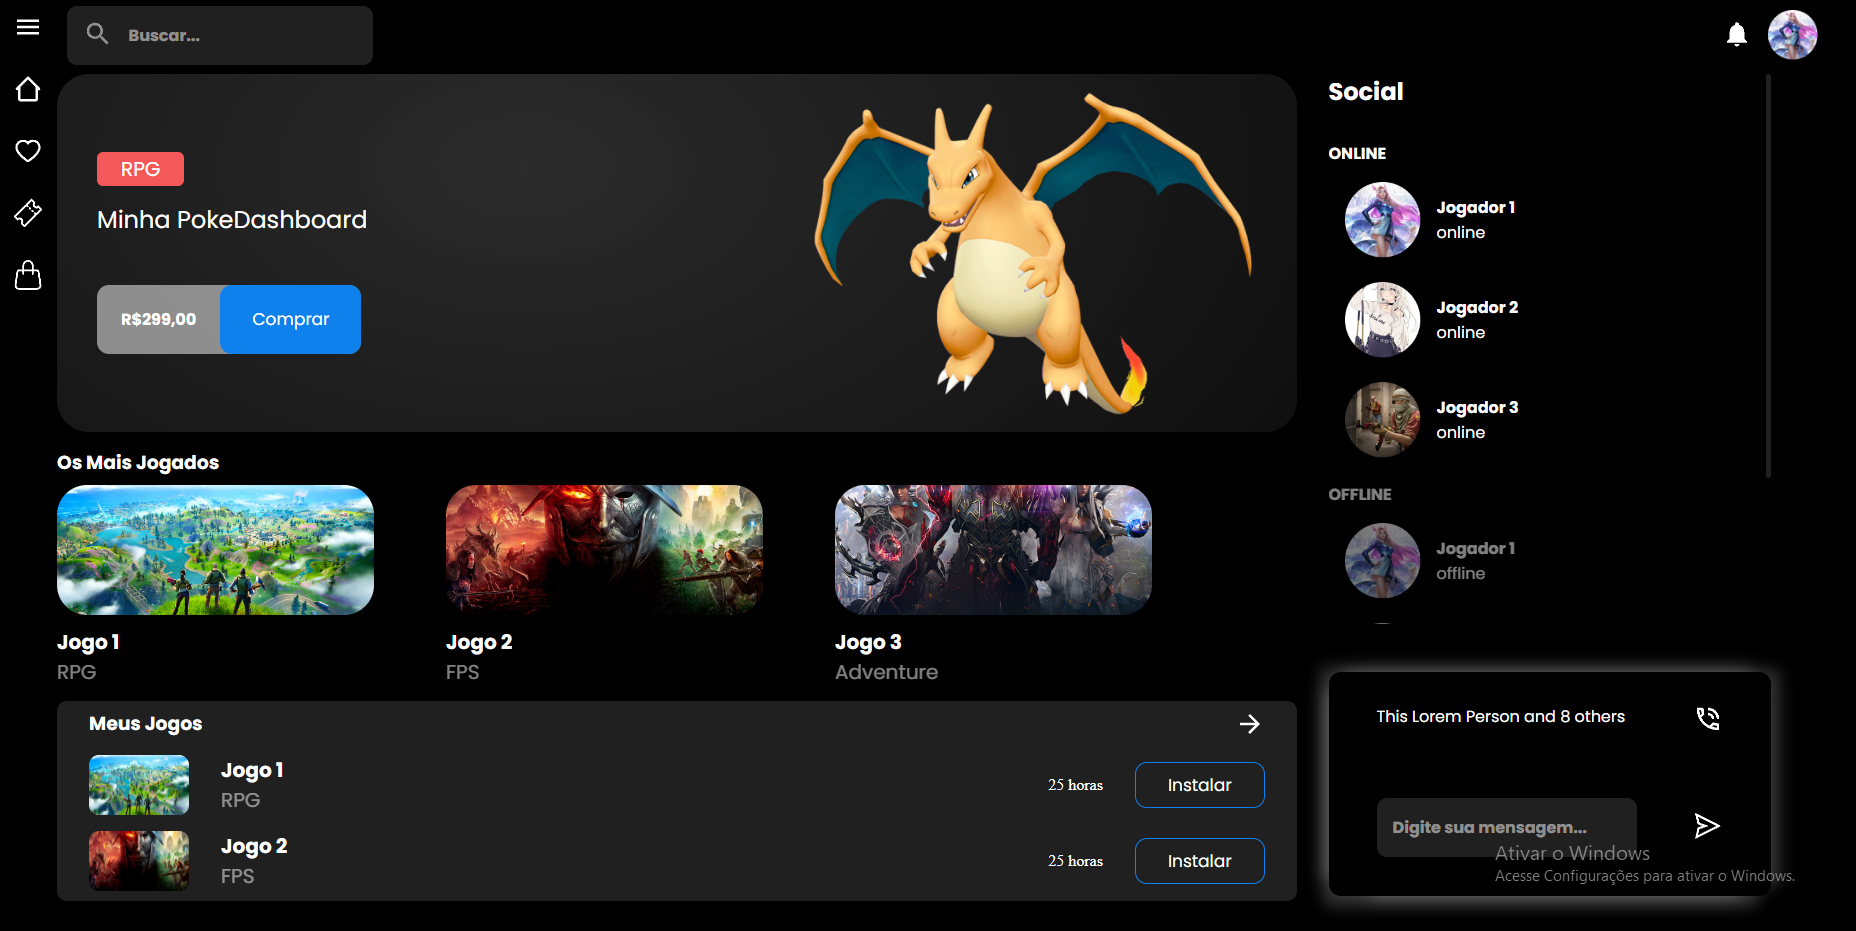 Buscar...
RPG
Minha PokeDashboard
R$299,00
Comprar
Os Mais Jogados
Jogo 1
RPG
Jogo 2
FPS
Jogo 3
Adventure
Meus Jogos
Jogo 1
RPG
25 horas
Instalar
Jogo 2
FPS
25 horas
Instalar
Social
ONLINE
Jogador 1
online
Jogador 2
online
Jogador 3
online
OFFLINE
Jogador 1
offline
This Lorem Person and 8 others
Digite sua mensagem...
Ativar o Windows
Acesse Configurações para ativar o Windows.